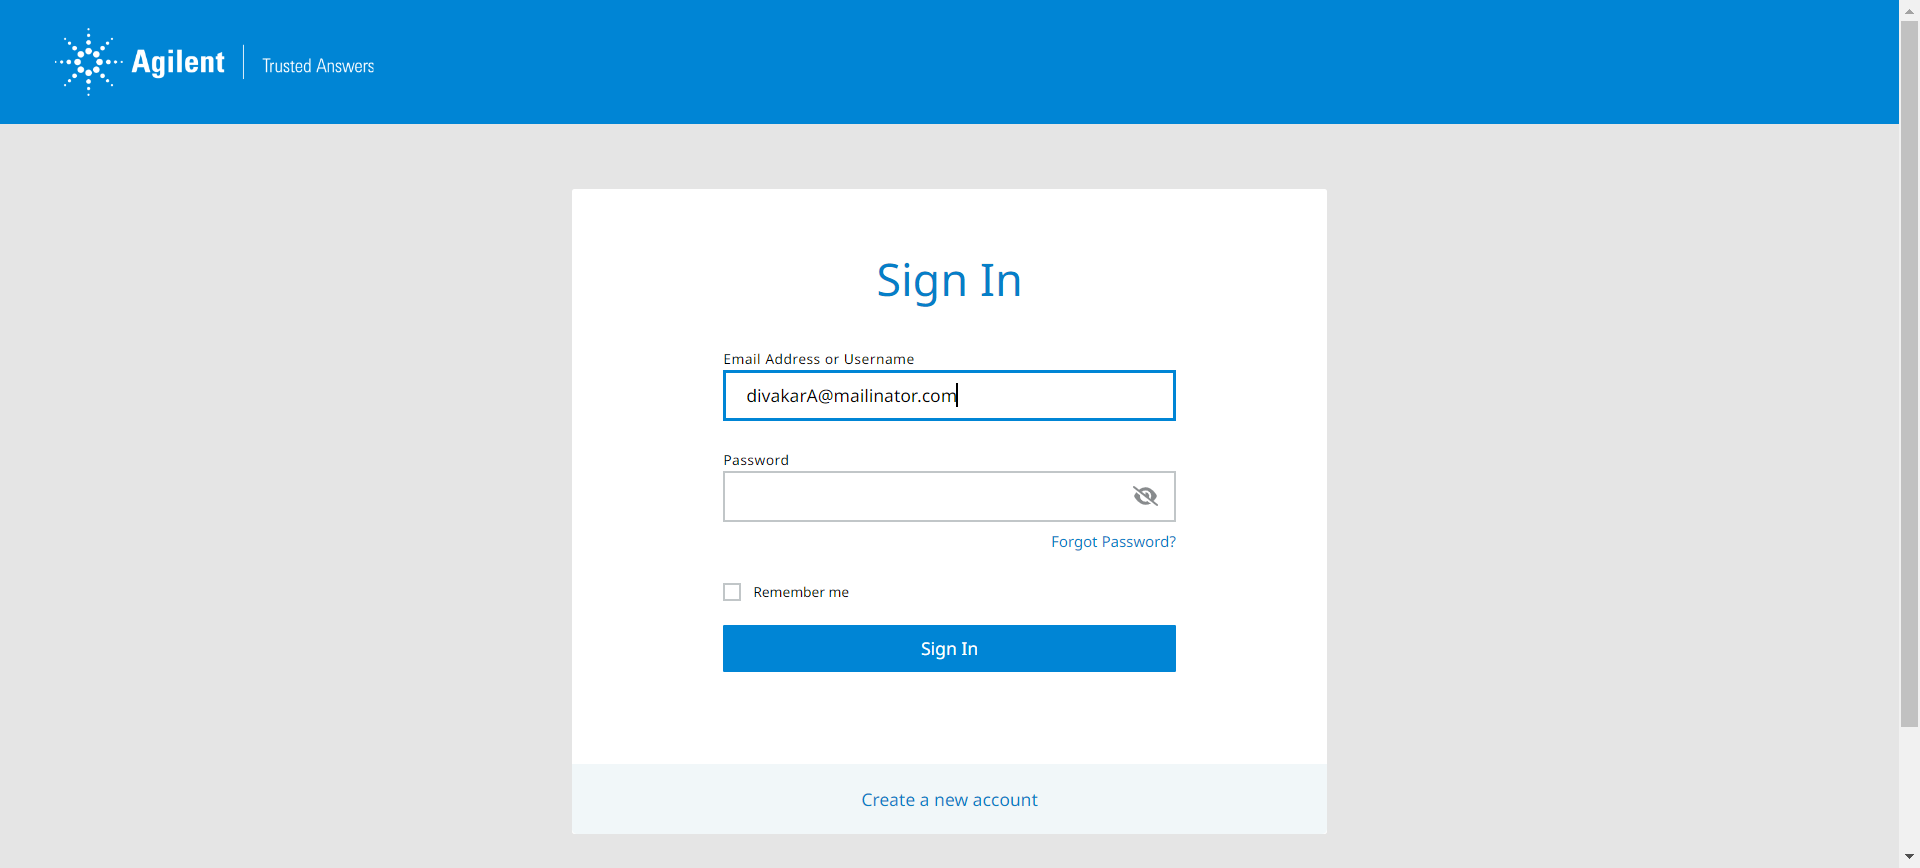 Agilent
Trusted Answers
Sign In
Email Address or Username
divakarA@mailinator.com
Password
Forgot Password?
Remember me
Sign In
Create a new account